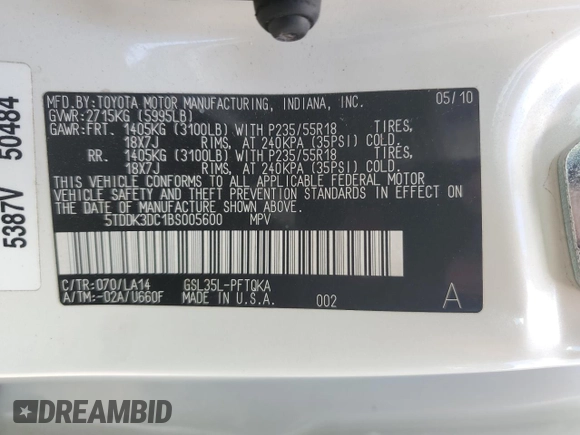 MFD.BY:TOYOTA MOTOR MANUFACTURING, INDIANA, INC. 05/10
GVWR:2715KG (5995LB)
GAWR:FRT. 1405KG (3100LB) WITH P235/55R18 TIRES,
18X7J RIMS, AT 240KPA (35PSI) COLD.
RR. 1405KG (3100LB) WITH P235/55R18 TIRES,
18X7J RIMS, AT 240KPA (35PSI) COLD.
THIS VEHICLE CONFORMS TO ALL APPLICABLE FEDERAL MOTOR
VEHICLE SAFETY AND THEFT PREVENTION STANDARDS IN EFFECT ON
THE DATE OF MANUFACTURE SHOWN ABOVE.
5TDDK3DC1BS005600 MPV
C/TR:070/LA14 GSL35L-PFTQKA
A/TM:-02A/U660F MADE IN U.S.A. 002 A
5387V 50484
DREAMBID